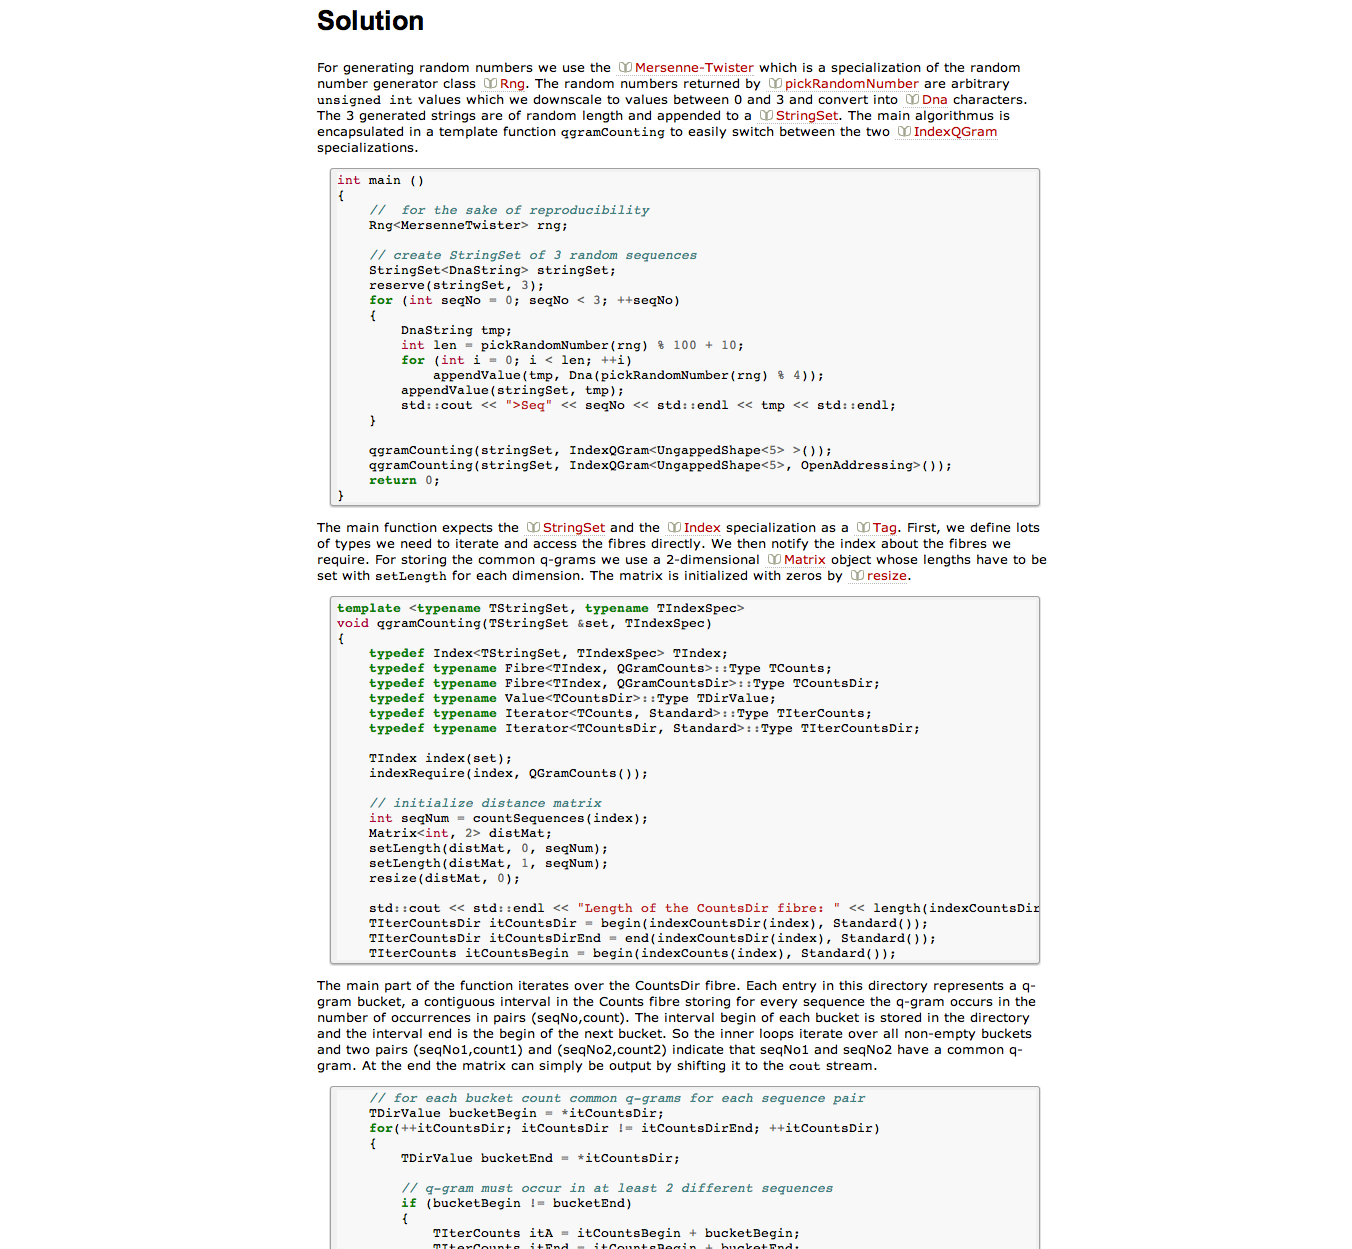 Solution
For generating random numbers we use the Mersenne-Twister which is a specialization of the random
number generator class Rng. The random numbers returned by pickRandomNumber are arbitrary
unsigned int values which we downscale to values between 0 and 3 and convert into Dna characters.
The 3 generated strings are of random length and appended to a StringSet. The main algorithmus is
encapsulated in a template function qgramCounting to easily switch between the two IndexQGram
specializations.
int main ()
{
    //  for the sake of reproducibility
    Rng<MersenneTwister> rng;
    // create StringSet of 3 random sequences
    StringSet<DnaString> stringSet;
    reserve(stringSet, 3);
    for (int seqNo = 0; seqNo < 3; ++seqNo)
    {
        DnaString tmp;
        int len = pickRandomNumber(rng) % 100 + 10;
        for (int i = 0; i < len; ++i)
            appendValue(tmp, Dna(pickRandomNumber(rng) % 4));
        appendValue(stringSet, tmp);
        std::cout << ">Seq" << seqNo << std::endl << tmp << std::endl;
    }
    qgramCounting(stringSet, IndexQGram<UngappedShape<5> >());
    qgramCounting(stringSet, IndexQGram<UngappedShape<5>, OpenAddressing>());
    return 0;
}
The main function expects the StringSet and the Index specialization as a Tag. First, we define lots
of types we need to iterate and access the fibres directly. We then notify the index about the fibres we
require. For storing the common q-grams we use a 2-dimensional Matrix object whose lengths have to be
set with setLength for each dimension. The matrix is initialized with zeros by resize.
template <typename TStringSet, typename TIndexSpec>
void qgramCounting(TStringSet &set, TIndexSpec)
{
    typedef Index<TStringSet, TIndexSpec> TIndex;
    typedef typename Fibre<TIndex, QGramCounts>::Type TCounts;
    typedef typename Fibre<TIndex, QGramCountsDir>::Type TCountsDir;
    typedef typename Value<TCountsDir>::Type TDirValue;
    typedef typename Iterator<TCounts, Standard>::Type TIterCounts;
    typedef typename Iterator<TCountsDir, Standard>::Type TIterCountsDir;
    TIndex index(set);
    indexRequire(index, QGramCounts());
    // initialize distance matrix
    int seqNum = countSequences(index);
    Matrix<int, 2> distMat;
    setLength(distMat, 0, seqNum);
    setLength(distMat, 1, seqNum);
    resize(distMat, 0);
    std::cout << std::endl << "Length of the CountsDir fibre: " << length(indexCountsDir
    TIterCountsDir itCountsDir = begin(indexCountsDir(index), Standard());
    TIterCountsDir itCountsDirEnd = end(indexCountsDir(index), Standard());
    TIterCounts itCountsBegin = begin(indexCounts(index), Standard());
The main part of the function iterates over the CountsDir fibre. Each entry in this directory represents a q-
gram bucket, a contiguous interval in the Counts fibre storing for every sequence the q-gram occurs in the
number of occurrences in pairs (seqNo,count). The interval begin of each bucket is stored in the directory
and the interval end is the begin of the next bucket. So the inner loops iterate over all non-empty buckets
and two pairs (seqNo1,count1) and (seqNo2,count2) indicate that seqNo1 and seqNo2 have a common q-
gram. At the end the matrix can simply be output by shifting it to the cout stream.
    // for each bucket count common q-grams for each sequence pair
    TDirValue bucketBegin = *itCountsDir;
    for(++itCountsDir; itCountsDir != itCountsDirEnd; ++itCountsDir)
    {
        TDirValue bucketEnd = *itCountsDir;
        // q-gram must occur in at least 2 different sequences
        if (bucketBegin != bucketEnd)
        {
            TIterCounts itA = itCountsBegin + bucketBegin;
            TIterCounts itEnd = itCountsBegin + bucketEnd;